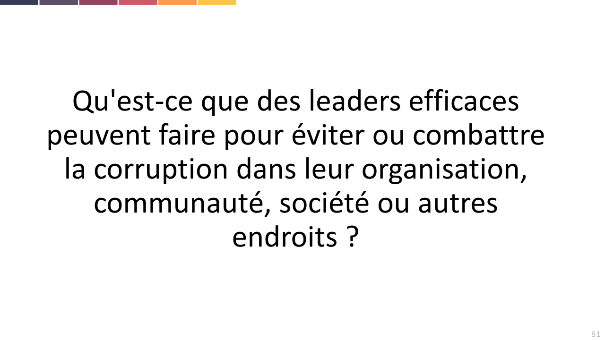 Qu'est-ce que des leaders efficaces
peuvent faire pour éviter ou combattre
la corruption dans leur organisation,
communauté, société ou autres
endroits ?
91